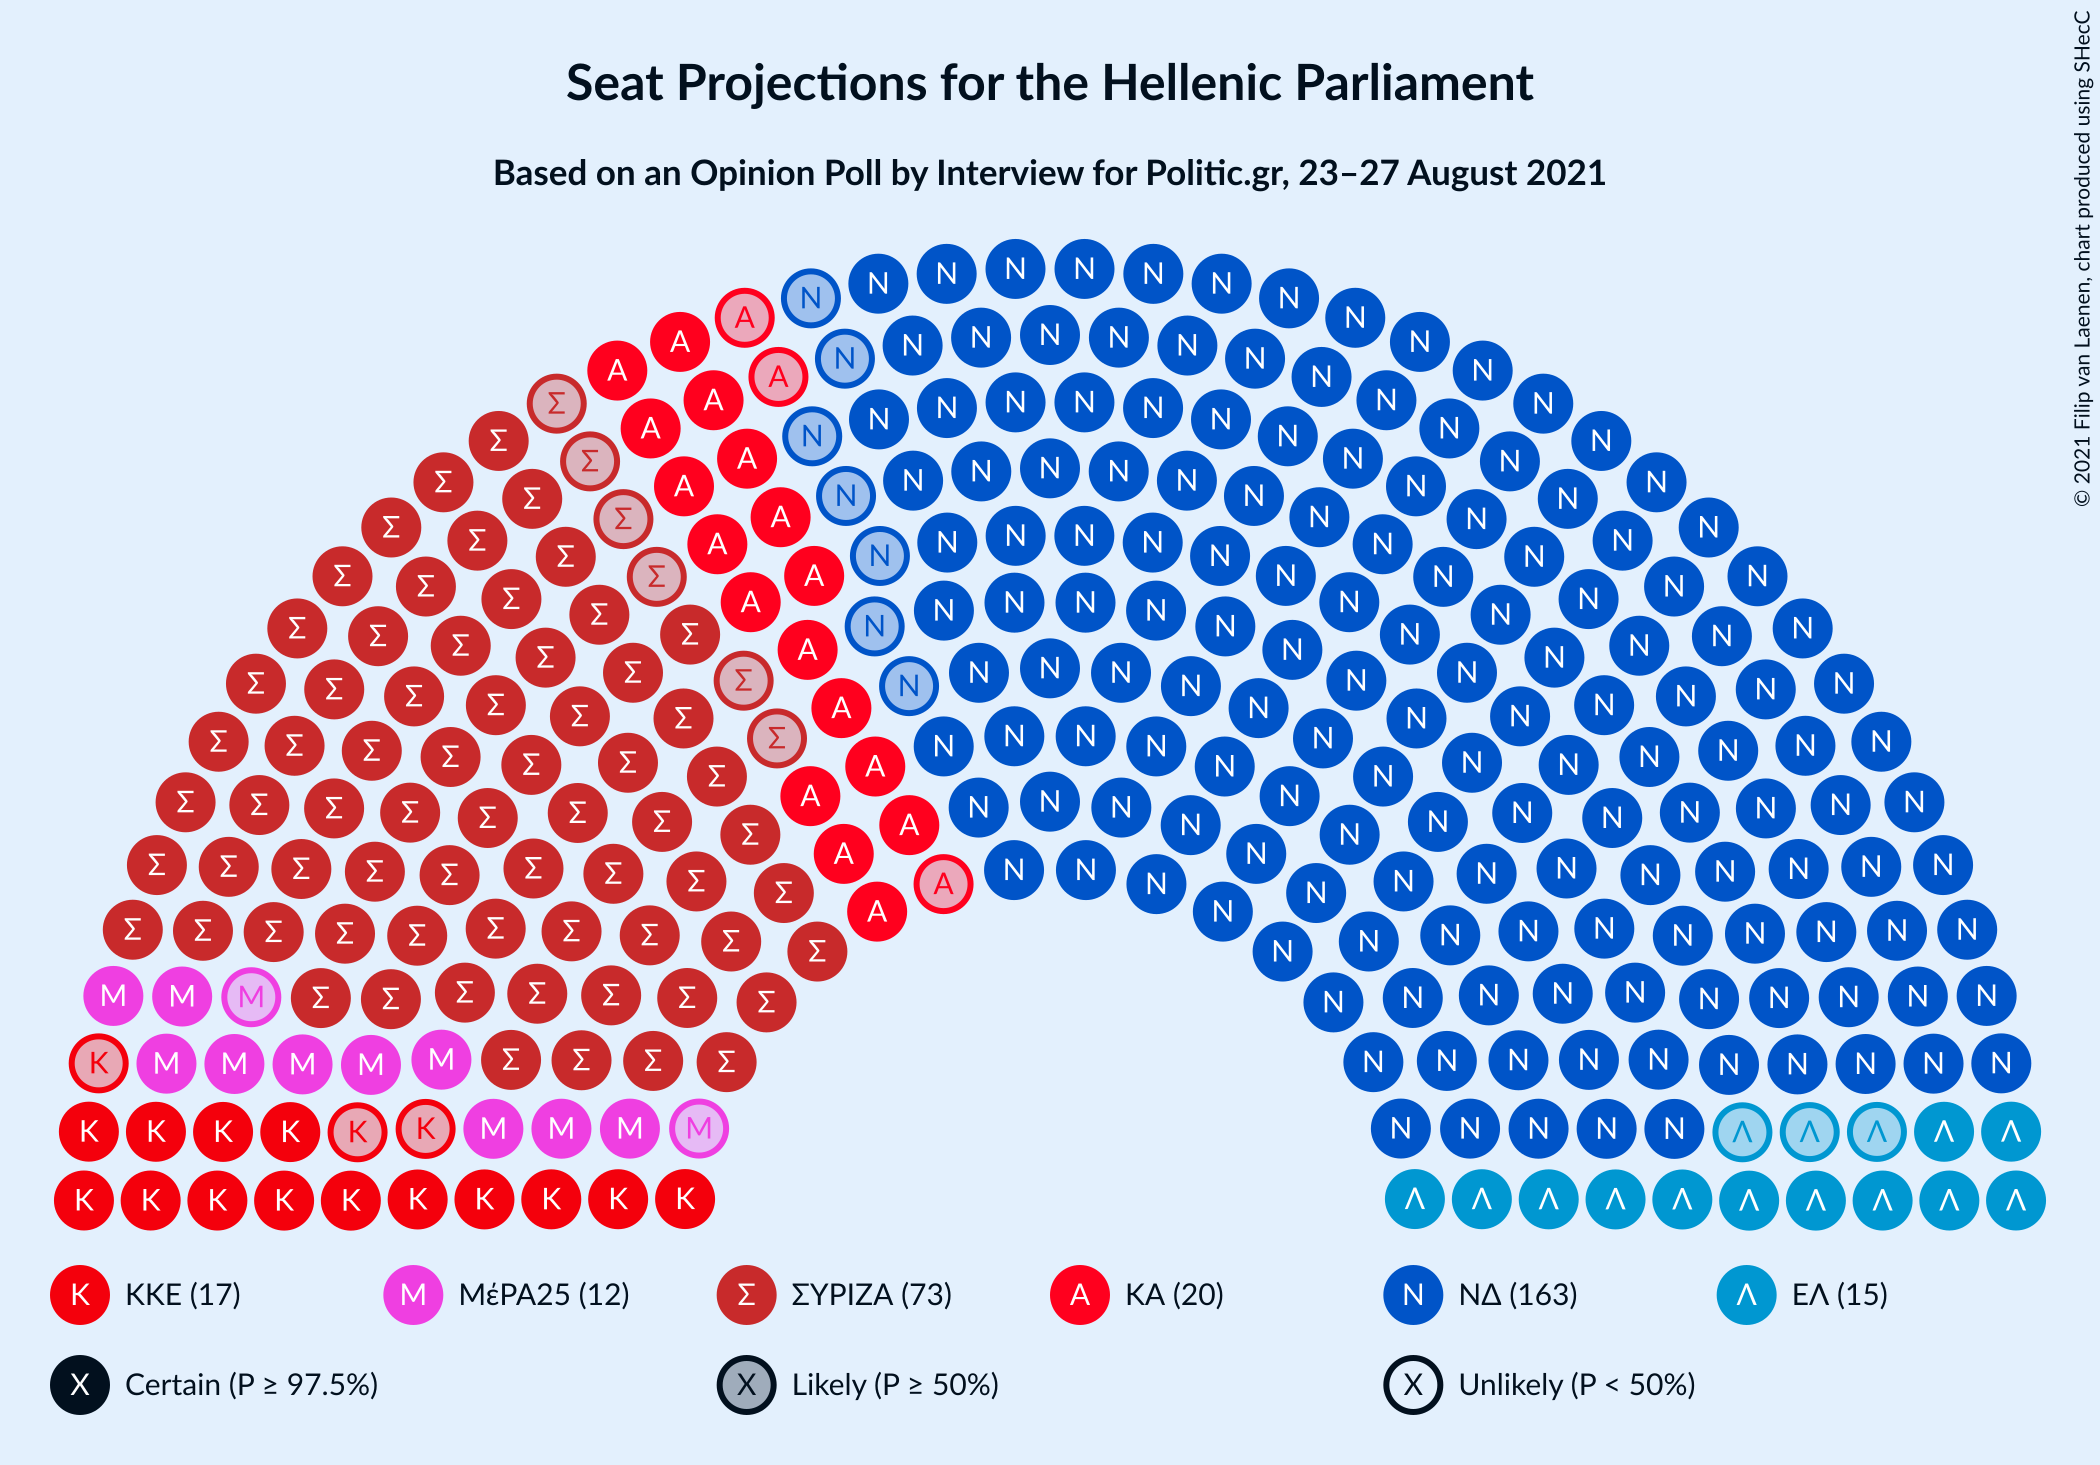 Seat Projections for the Hellenic Parliament
Based on an Opinion Poll by Interview for Politic.gr, 23–27 August 2021
© 2021 Filip van Laenen, chart produced using SHecC
Κ ΚΚΕ (17)
Μ ΜέΡΑ25 (12)
Σ ΣΥΡΙΖΑ (73)
Α ΚΑ (20)
Ν ΝΔ (163)
Λ ΕΛ (15)
X Certain (P ≥ 97.5%)
X Likely (P ≥ 50%)
X Unlikely (P < 50%)